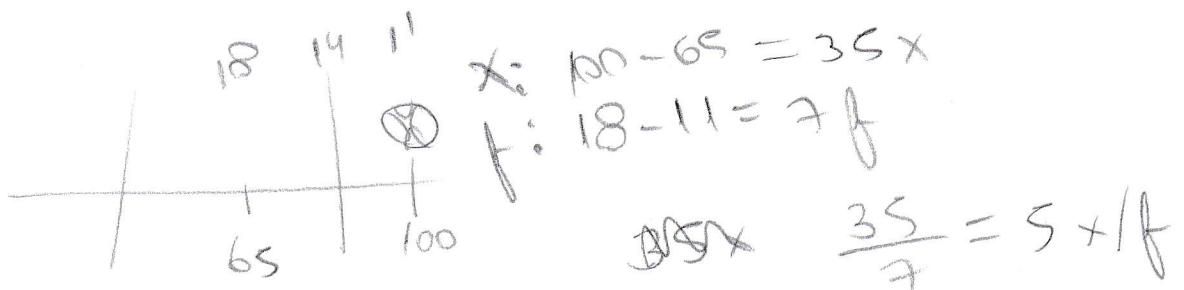 18 14 11
x: 100-65 = 35x
f: 18-11= 7f
65 100
35/7 = 5x/f